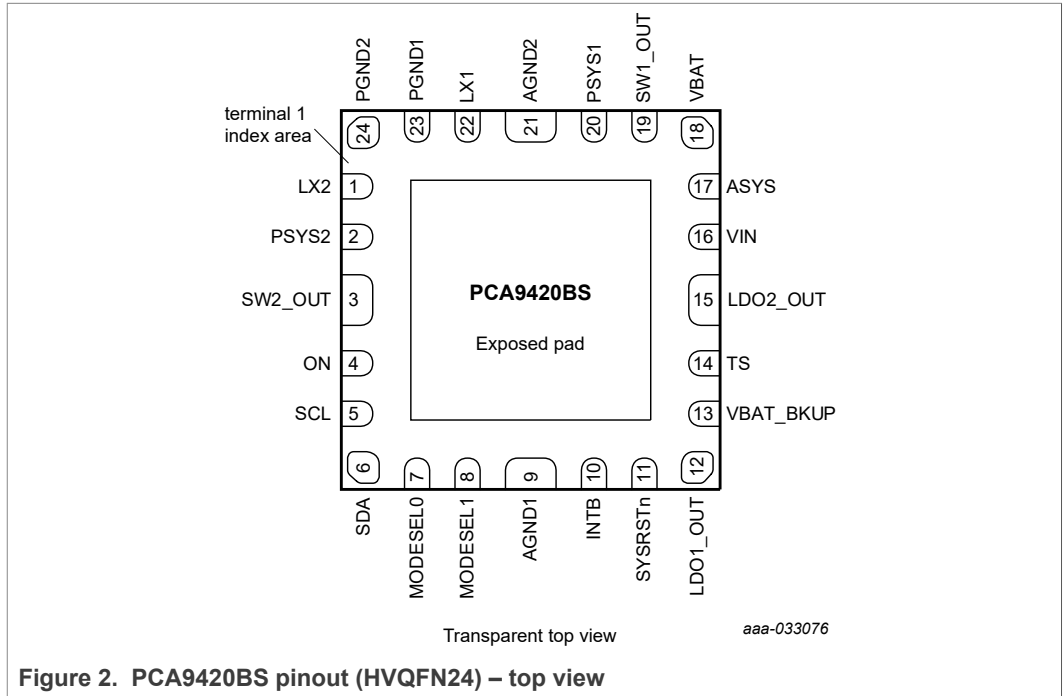 PGND2
PGND1
LX1
AGND2
PSYS1
SW1_OUT
VBAT
terminal 1
index area
24
23
22
21
20
19
18
LX2 1
17 ASYS
PSYS2 2
16 VIN
SW2_OUT 3
PCA9420BS
15 LDO2_OUT
Exposed pad
ON 4
14 TS
SCL 5
13 VBAT_BKUP
6
7
8
9
10
11
12
SDA
MODESEL0
MODESEL1
AGND1
INTB
SYSRSTn
LDO1_OUT
Transparent top view
aaa-033076
Figure 2. PCA9420BS pinout (HVQFN24) – top view